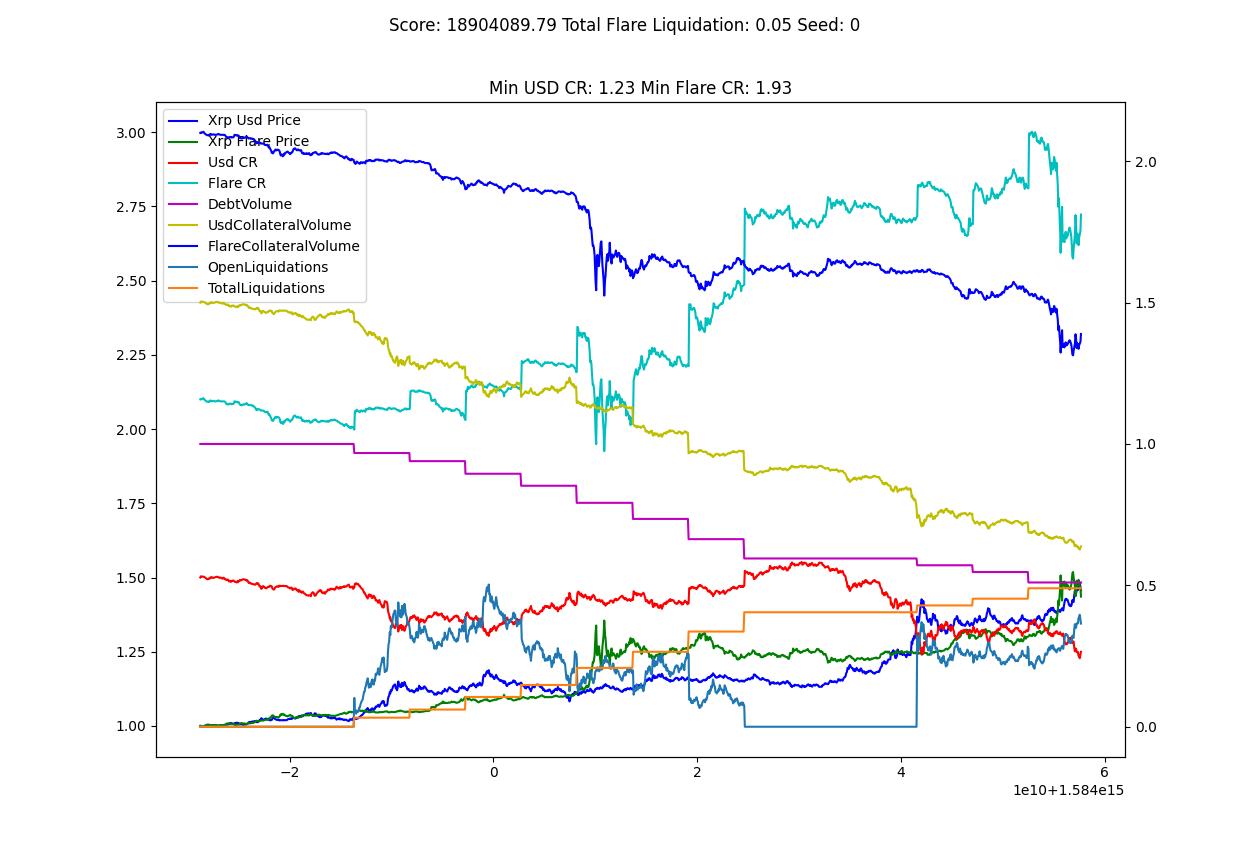 Score: 18904089.79 Total Flare Liquidation: 0.05 Seed: 0
Min USD CR: 1.23 Min Flare CR: 1.93
Xrp Usd Price
Xrp Flare Price
Usd CR
Flare CR
DebtVolume
UsdCollateralVolume
FlareCollateralVolume
OpenLiquidations
TotalLiquidations
3.00
2.75
2.50
2.25
2.00
1.75
1.50
1.25
1.00
2.0
1.5
1.0
0.5
0.0
−2
0
2
4
6
1e10+1.584e15